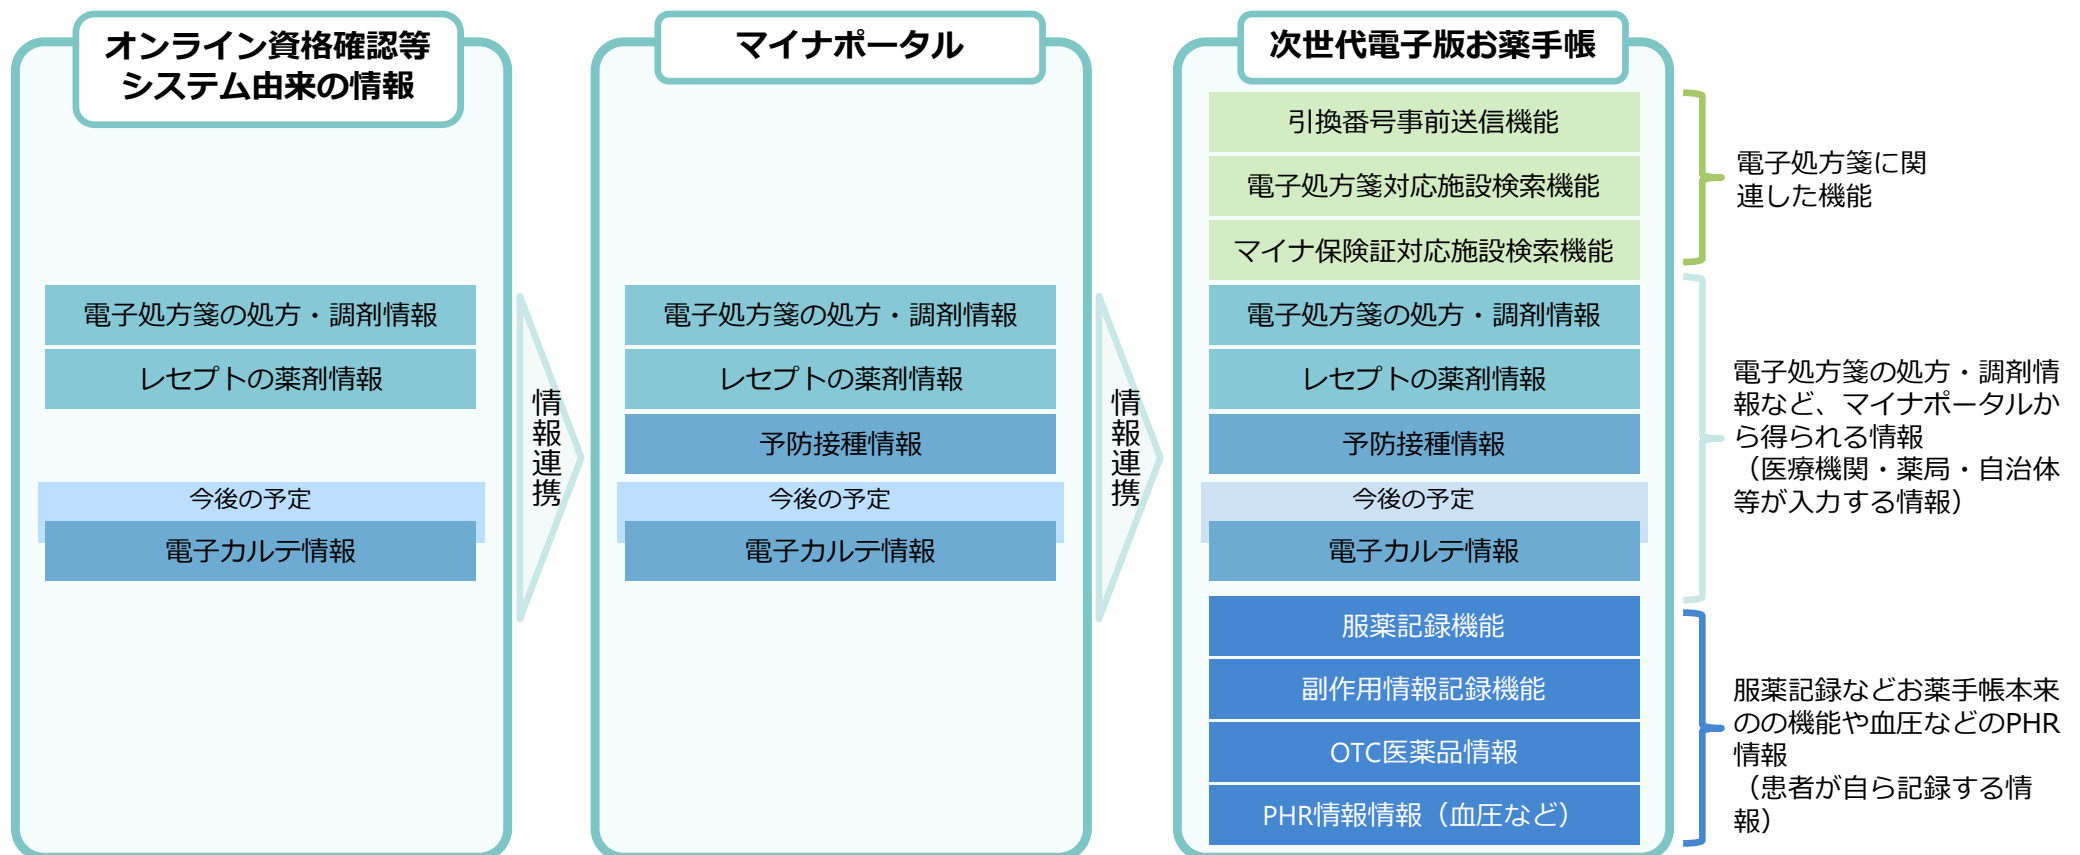 オンライン資格確認等
システム由来の情報
電子処方箋の処方・調剤情報
レセプトの薬剤情報
今後の予定
電子カルテ情報
情報連携
マイナポータル
電子処方箋の処方・調剤情報
レセプトの薬剤情報
予防接種情報
今後の予定
電子カルテ情報
情報連携
次世代電子版お薬手帳
引換番号事前送信機能
電子処方箋対応施設検索機能
マイナ保険証対応施設検索機能
電子処方箋の処方・調剤情報
レセプトの薬剤情報
予防接種情報
今後の予定
電子カルテ情報
服薬記録機能
副作用情報記録機能
OTC医薬品情報
PHR情報情報（血圧など）
電子処方箋に関
連した機能
電子処方箋の処方・調剤情
報など、マイナポータルか
ら得られる情報
（医療機関・薬局・自治体
等が入力する情報）
服薬記録などお薬手帳本来
のの機能や血圧などのPHR
情報
（患者が自ら記録する情
報）